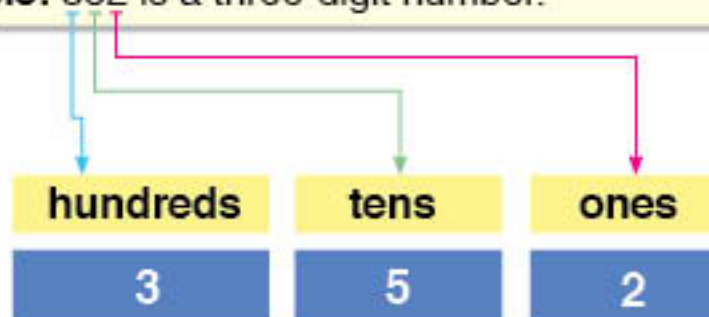 352 is a three-digit number.
hundreds tens ones
3 5 2